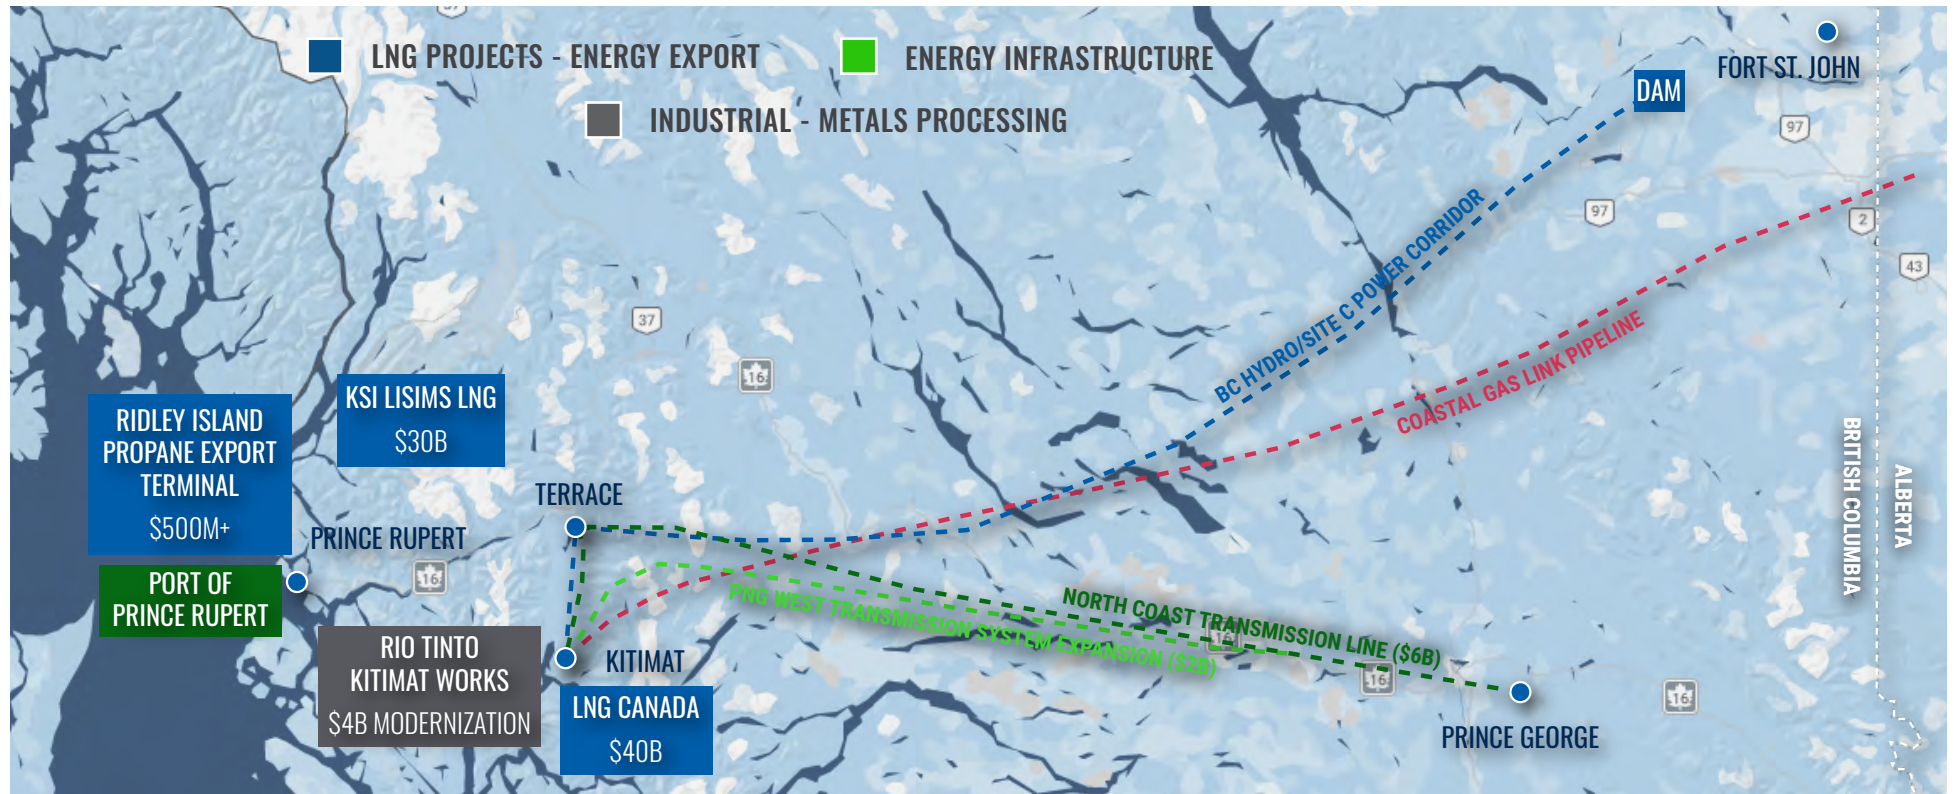 37
LNG PROJECTS - ENERGY EXPORT
ENERGY INFRASTRUCTURE
INDUSTRIAL - METALS PROCESSING
FORT ST. JOHN
DAM
97
97
2
43
37
16
BC HYDRO/SITE C POWER CORRIDOR
COASTAL GAS LINK PIPELINE
BRITISH COLUMBIA
ALBERTA
KSI LISIMS LNG
$30B
RIDLEY ISLAND
PROPANE EXPORT
TERMINAL
$500M+
TERRACE
PRINCE RUPERT
16
PORT OF
PRINCE RUPERT
PNG WEST TRANSMISSION SYSTEM EXPANSION ($2B)
NORTH COAST TRANSMISSION LINE ($6B)
16
16
16
RIO TINTO
KITIMAT WORKS
$4B MODERNIZATION
KITIMAT
LNG CANADA
$40B
PRINCE GEORGE